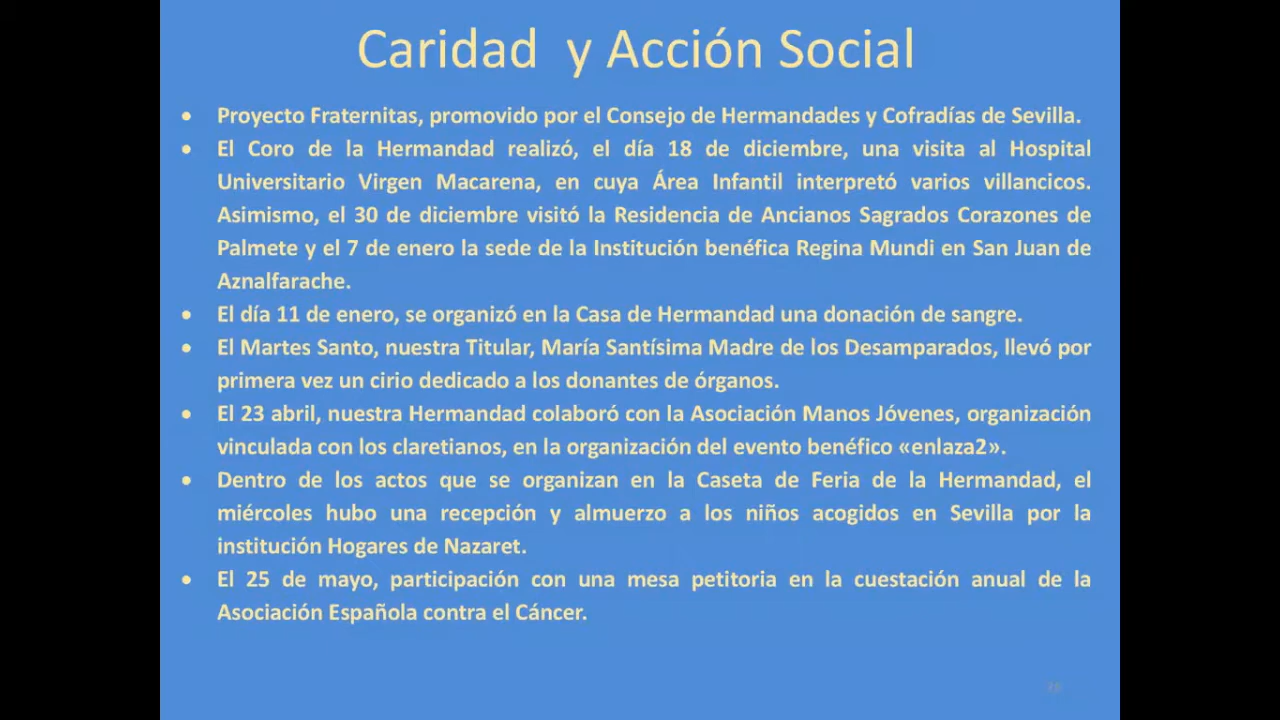 Caridad y Acción Social
• Proyecto Fraternitas, promovido por el Consejo de Hermandades y Cofradías de Sevilla.
• El Coro de la Hermandad realizó, el día 18 de diciembre, una visita al Hospital
Universitario Virgen Macarena, en cuya Área Infantil interpretó varios villancicos.
Asimismo, el 30 de diciembre visitó la Residencia de Ancianos Sagrados Corazones de
Palmete y el 7 de enero la sede de la Institución benéfica Regina Mundi en San Juan de
Aznalfarache.
• El día 11 de enero, se organizó en la Casa de Hermandad una donación de sangre.
• El Martes Santo, nuestra Titular, María Santísima Madre de los Desamparados, llevó por
primera vez un cirio dedicado a los donantes de órganos.
• El 23 abril, nuestra Hermandad colaboró con la Asociación Manos Jóvenes, organización
vinculada con los claretianos, en la organización del evento benéfico «enlaza2».
• Dentro de los actos que se organizan en la Caseta de Feria de la Hermandad, el
miércoles hubo una recepción y almuerzo a los niños acogidos en Sevilla por la
institución Hogares de Nazaret.
• El 25 de mayo, participación con una mesa petitoria en la cuestación anual de la
Asociación Española contra el Cáncer.